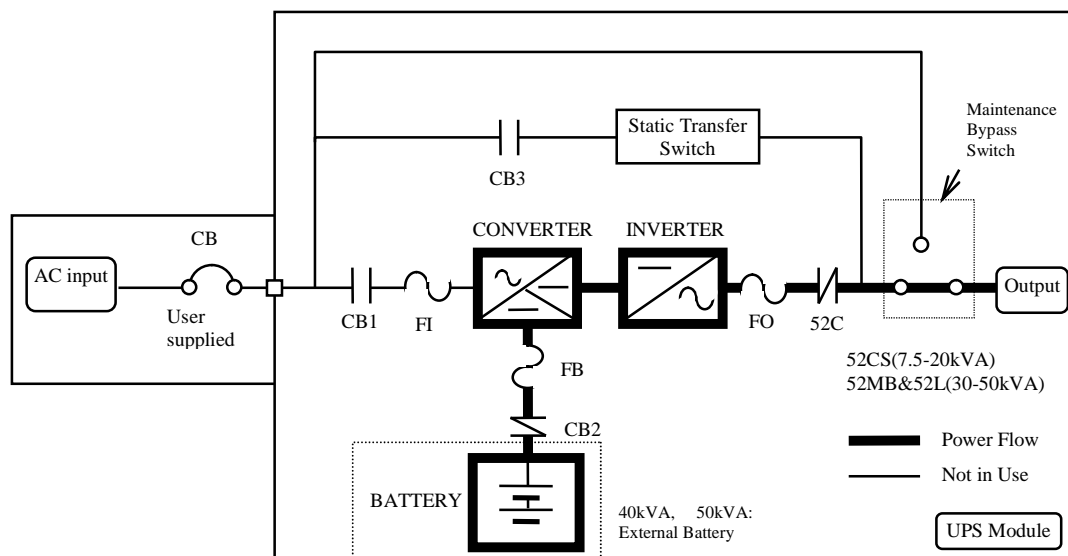 Maintenance
Bypass
Switch
Static Transfer
Switch
CB3
CONVERTER
INVERTER
CB
AC input
Output
User
supplied
CB1
FI
FO
52C
FB
52CS(7.5-20kVA)
52MB&52L(30-50kVA)
CB2
Power Flow
Not in Use
BATTERY
40kVA, 50kVA:
External Battery
UPS Module